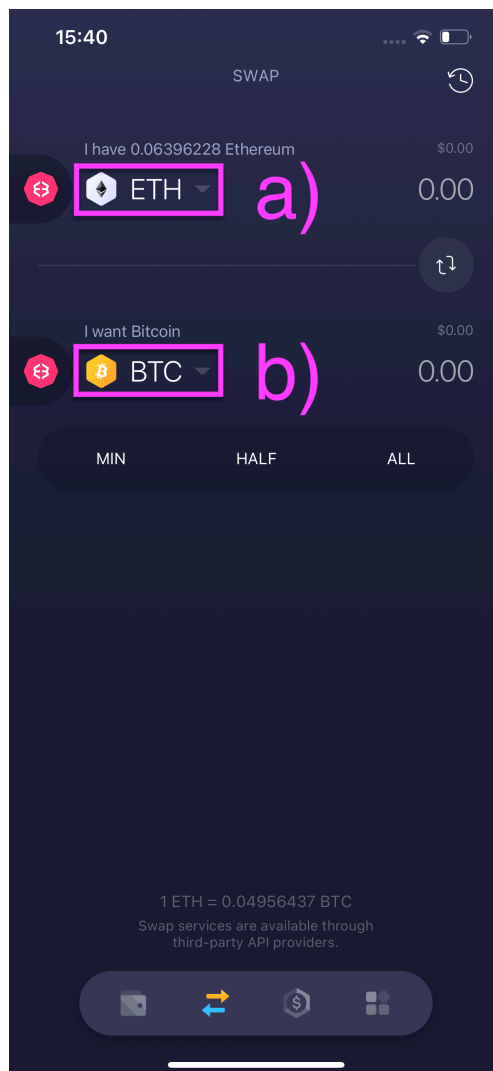 15:40
SWAP
I have 0.06396228 Ethereum $0.00
ETH a) 0.00
I want Bitcoin $0.00
BTC b) 0.00
MIN HALF ALL
1 ETH = 0.04956437 BTC
Swap services are available through
third-party API providers.